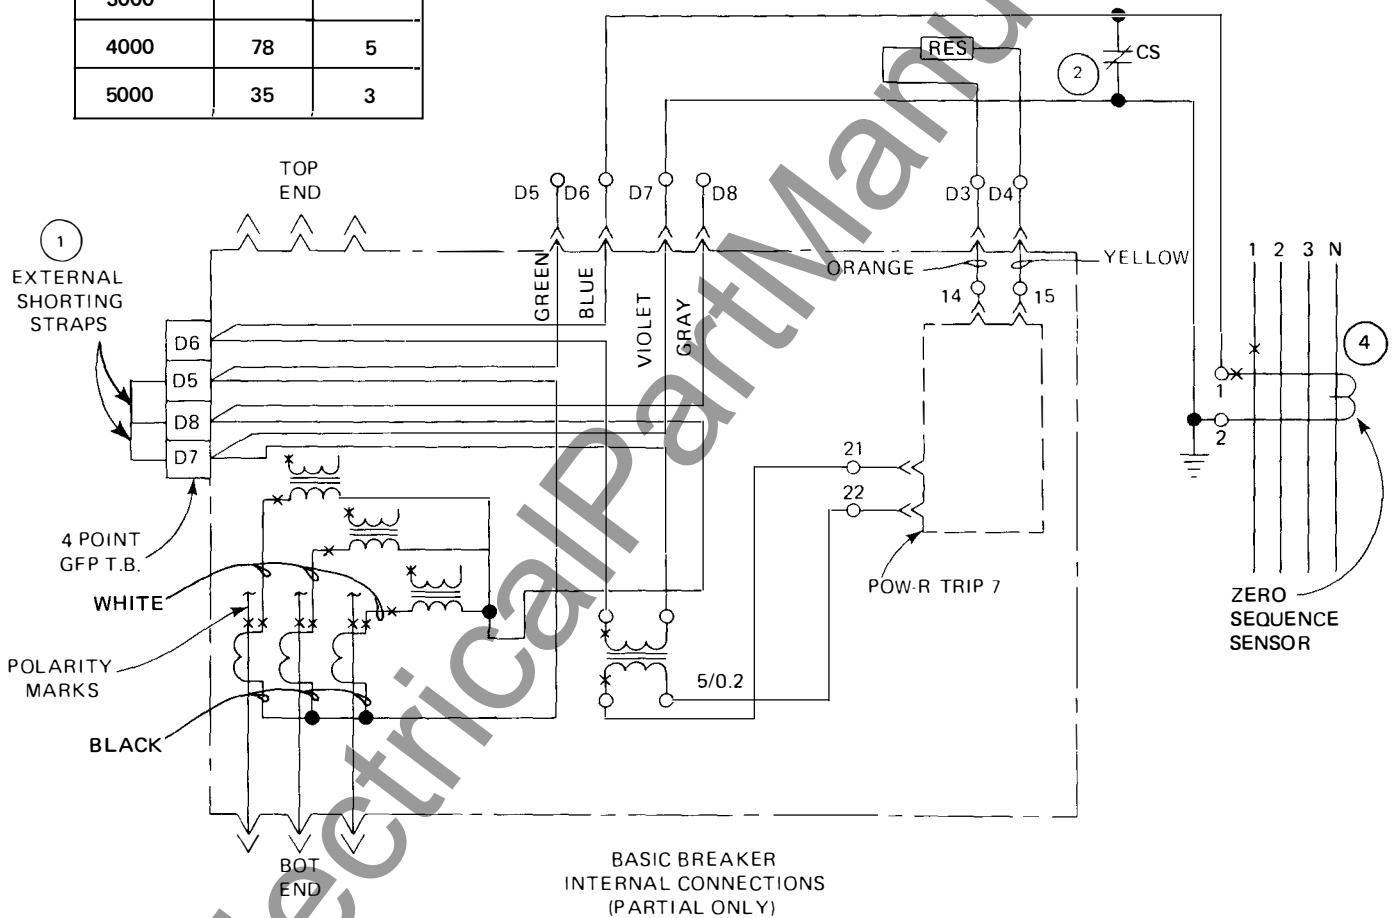 3000
4000 78 5
5000 35 3
RES
CS
2
TOP
END
D5
D6
D7
D8
D3
D4
1
EXTERNAL
SHORTING
STRAPS
GREEN
BLUE
VIOLET
GRAY
ORANGE
YELLOW
14
15
1 2 3 N
4
D6
D5
D8
D7
1
2
21
22
4 POINT
GFP T.B.
WHITE
POLARITY
MARKS
BLACK
5/0.2
POW-R TRIP 7
ZERO
SEQUENCE
SENSOR
BOT
END
BASIC BREAKER
INTERNAL CONNECTIONS
(PARTIAL ONLY)
ElectricalPartManu